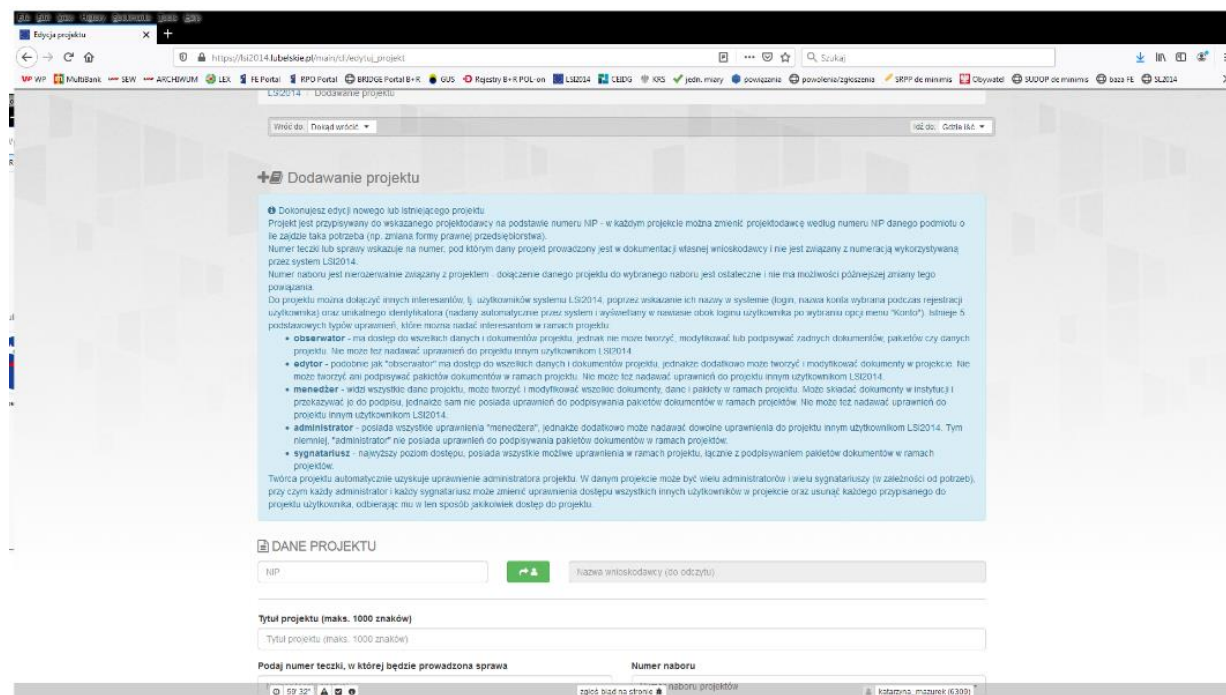 Edycja projektu
https://lsi2014.lubelskie.pl/main/cf/edytuj_projekt
Szukaj
WP MultiBank SEW ARCHIWUM LEX FE Portal RPO Portal BRIDGE Portal B+R GUS Rejestry B+R POL-on LSI2014 CEIDG KRS jedn. miary powiązania powolenia/zgłoszenia SRPP de minimis Obywatel SUDOP de minimis baza FE SL2014
LSI2014 Dodawanie projektu
Wróć do: Dokąd wrócić Idź do: Gdzie iść
Dodawanie projektu
Dokonujesz edycji nowego lub istniejącego projektu
Projekt jest przypisywany do wskazanego projektodawcy na podstawie numeru NIP - w każdym projekcie można zmienić projektodawcę według numeru NIP danego podmiotu o
ile zajdzie taka potrzeba (np. zmiana formy prawnej przedsiębiorstwa).
Numer teczki lub sprawy wskazuje na numer, pod którym dany projekt prowadzony jest w dokumentacji własnej wnioskodawcy i nie jest związany z numeracją wykorzystywaną
przez system LSI2014.
Numer naboru jest nierozerwalnie związany z projektem - dołączenie danego projektu do wybranego naboru jest ostateczne i nie ma możliwości późniejszej zmiany tego
powiązania.
Do projektu można dołączyć innych interesantów, tj. użytkowników systemu LSI2014, poprzez wskazanie ich nazwy w systemie (login, nazwa konta wybrana podczas rejestracji
użytkownika) oraz unikalnego identyfikatora (nadany automatycznie przez system i wyświetlany w nawiasie obok loginu użytkownika po wybraniu opcji menu "Konto"). Istnieje 5
podstawowych typów uprawnień, które można nadać interesantom w ramach projektu:
• obserwator - ma dostęp do wszelkich danych i dokumentów projektu, jednak nie może tworzyć, modyfikować lub podpisywać żadnych dokumentów, pakietów czy danych
projektu. Nie może też nadawać uprawnień do projektu innym użytkownikom LSI2014.
• edytor - podobnie jak "obserwator" ma dostęp do wszelkich danych i dokumentów projektu, jednakże dodatkowo może tworzyć i modyfikować dokumenty w projekcie. Nie
może tworzyć ani podpisywać pakietów dokumentów w ramach projektu. Nie może też nadawać uprawnień do projektu innym użytkownikom LSI2014.
• menedżer - widzi wszystkie dane projektu, może tworzyć i modyfikować wszelkie dokumenty, dane i pakiety w ramach projektu. Może składać dokumenty w instytucji i
przekazywać je do podpisu, jednakże sam nie posiada uprawnień do podpisywania pakietów dokumentów w ramach projektów. Nie może też nadawać uprawnień do
projektu innym użytkownikom LSI2014.
• administrator - posiada wszystkie uprawnienia "menedżera", jednakże dodatkowo może nadawać dowolne uprawnienia do projektu innym użytkownikom LSI2014. Tym
niemniej, "administrator" nie posiada uprawnień do podpisywania pakietów dokumentów w ramach projektów.
• sygnatariusz - najwyższy poziom dostępu, posiada wszystkie możliwe uprawnienia w ramach projektu, łącznie z podpisywaniem pakietów dokumentów w ramach
projektów.
Twórca projektu automatycznie uzyskuje uprawnienie administratora projektu. W danym projekcie może być wielu administratorów i wielu sygnatariuszy (w zależności od potrzeb),
przy czym każdy administrator i każdy sygnatariusz może zmienić uprawnienia dostępu wszystkich innych użytkowników w projekcie oraz usunąć każdego przypisanego do
projektu użytkownika, odbierając mu w ten sposób jakikolwiek dostęp do projektu.
DANE PROJEKTU
NIP Nazwa wnioskodawcy (do odczytu)
Tytuł projektu (maks. 1000 znaków)
Tytuł projektu (maks. 1000 znaków)
Podaj numer teczki, w której będzie prowadzona sprawa Numer naboru
59' 32" zgłoś błąd na stronie naboru projektów katarzyna_mazurek (6309)